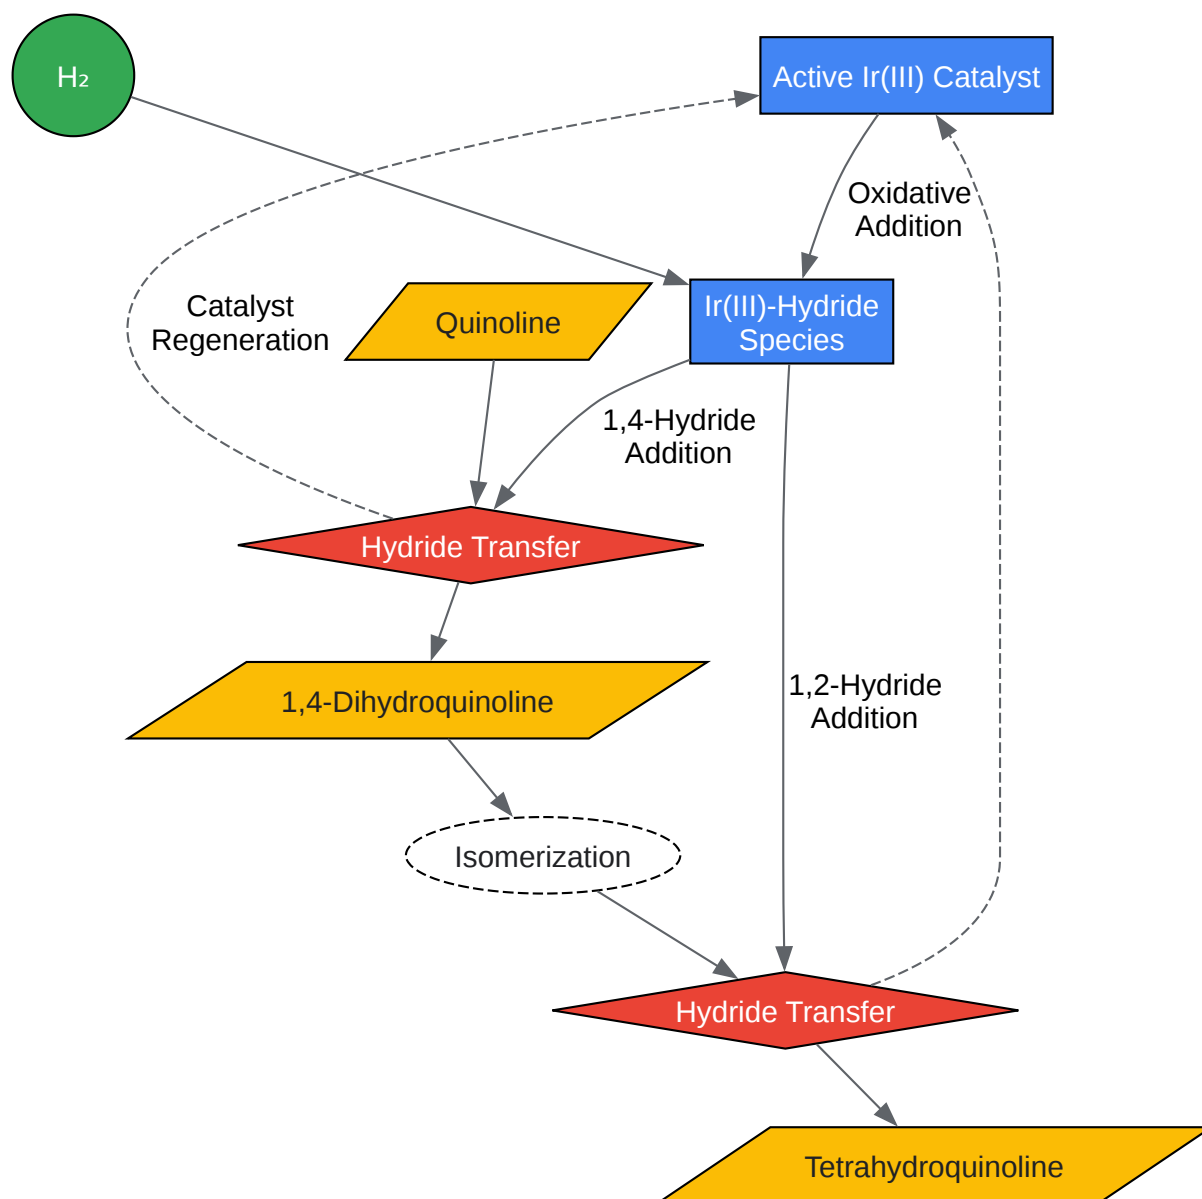 H₂
Active Ir(III) Catalyst
Oxidative
Addition
Catalyst
Regeneration
Quinoline
Ir(III)-Hydride
Species
1,4-Hydride
Addition
Hydride Transfer
1,4-Dihydroquinoline
1,2-Hydride
Addition
Isomerization
Hydride Transfer
Tetrahydroquinoline